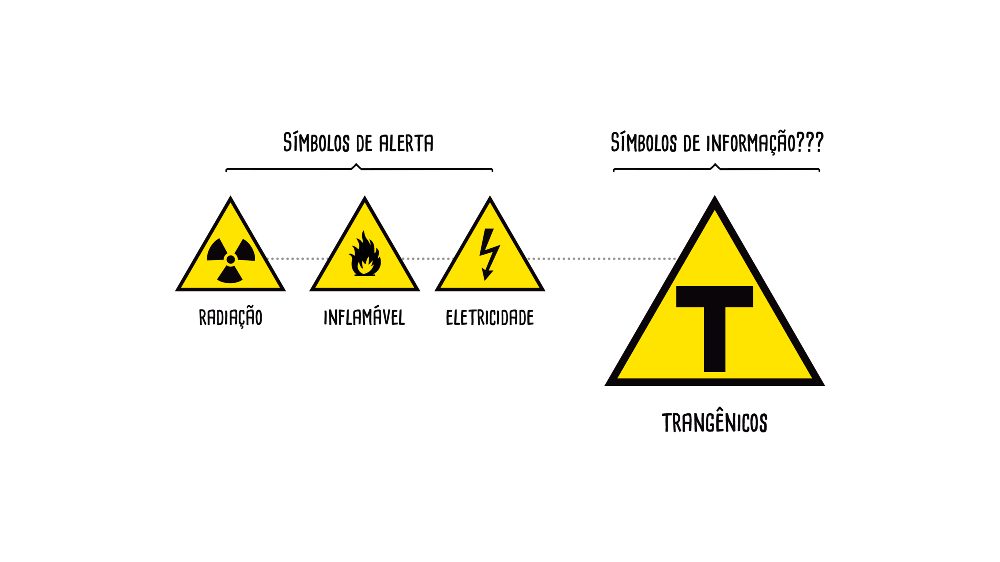 SÍMBOLOS DE ALERTA
SÍMBOLOS DE INFORMAÇÃO???
RADIAÇÃO
INFLAMÁVEL
ELETRICIDADE
T
TRANGÊNICOS